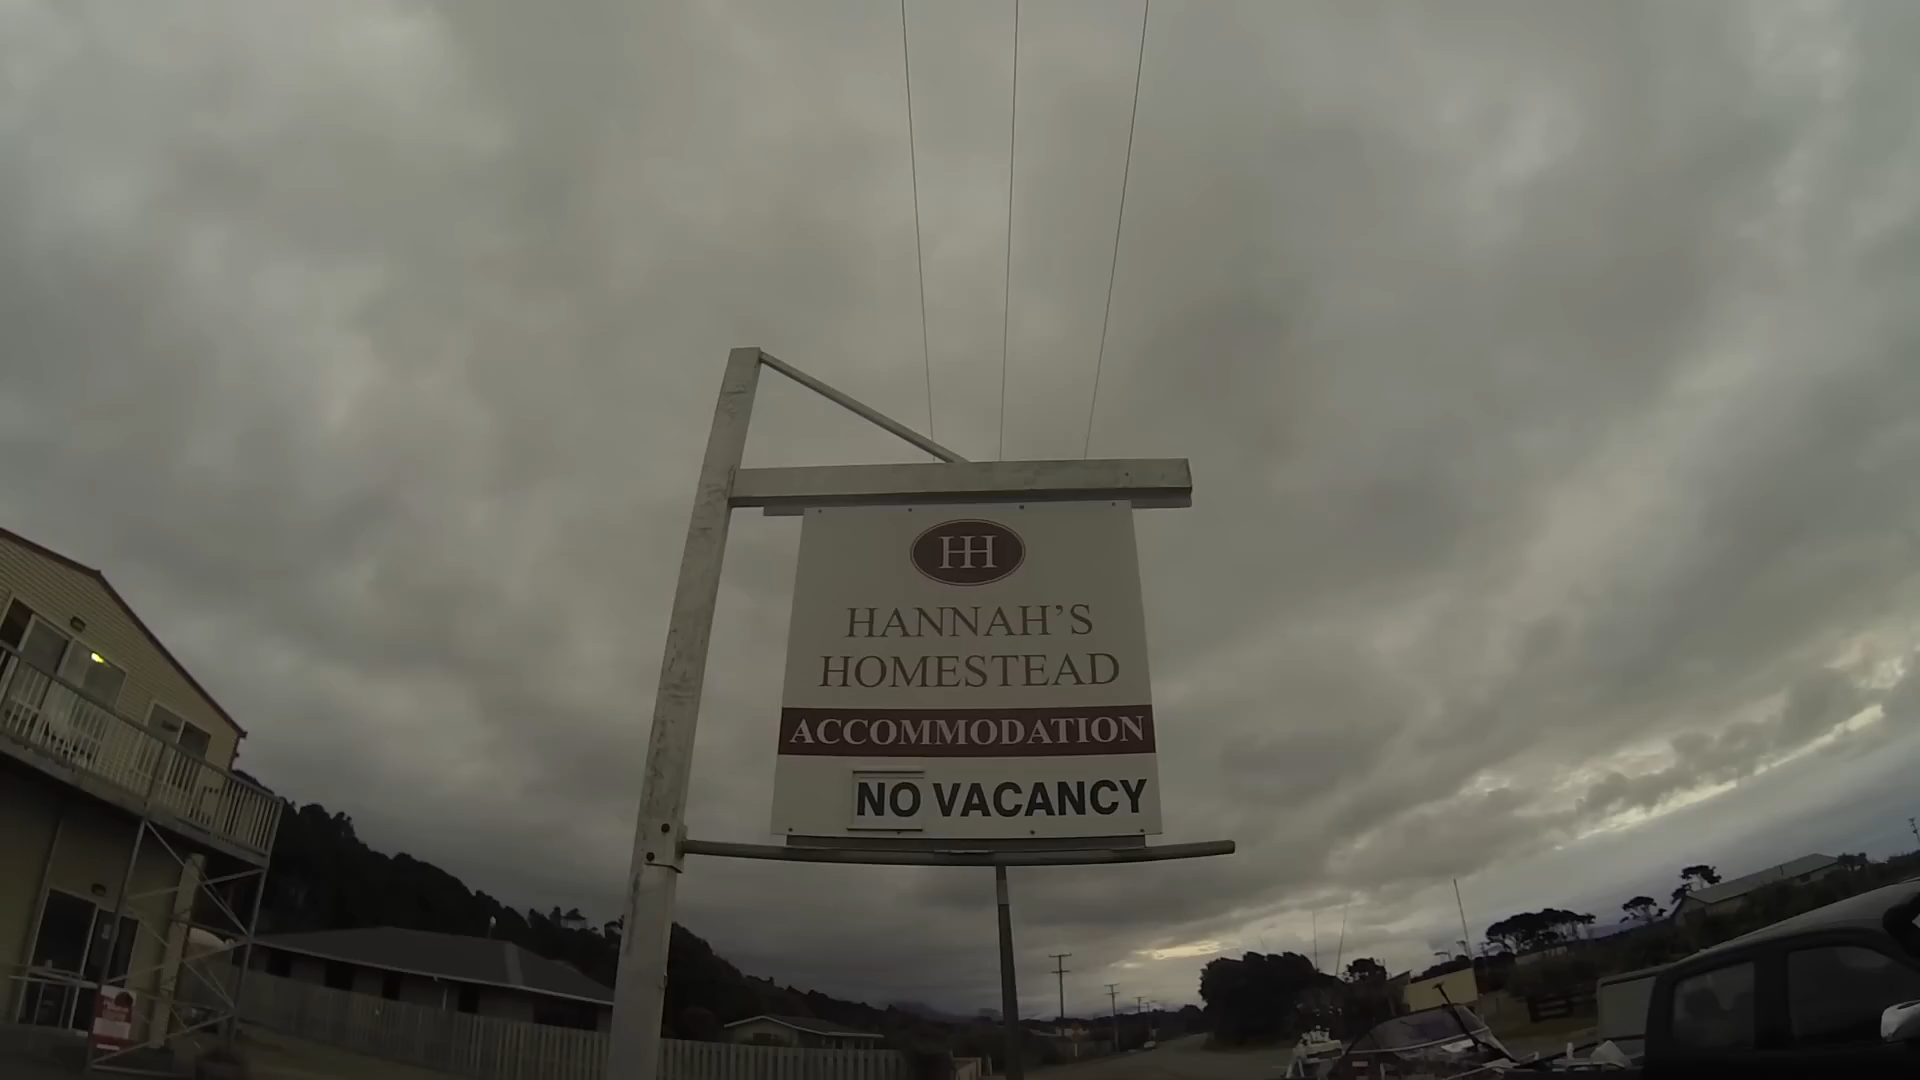 HH
HANNAH'S
HOMESTEAD
ACCOMMODATION
NO VACANCY